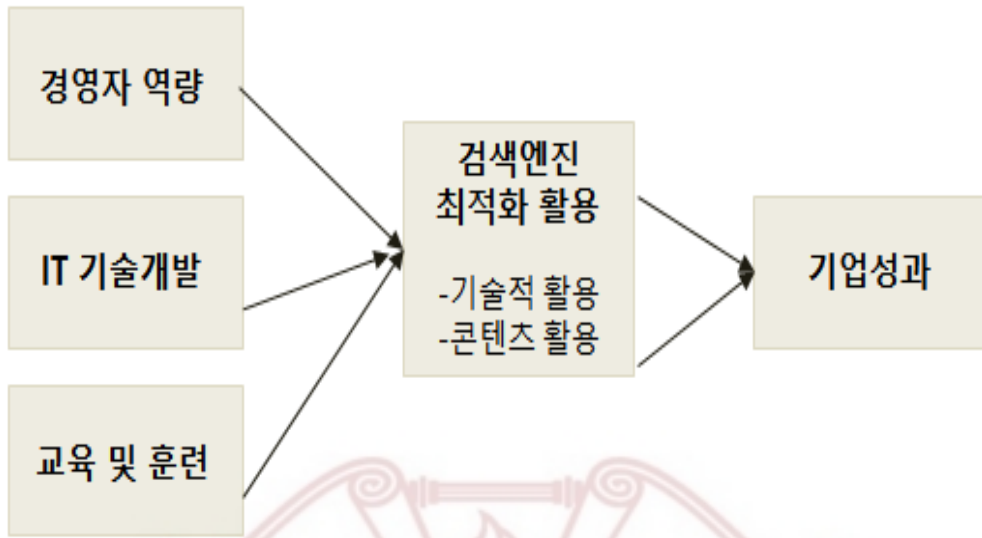 경영자 역량
IT 기술개발
교육 및 훈련
검색엔진
최적화 활용
-기술적 활용
-콘텐츠 활용
기업성과